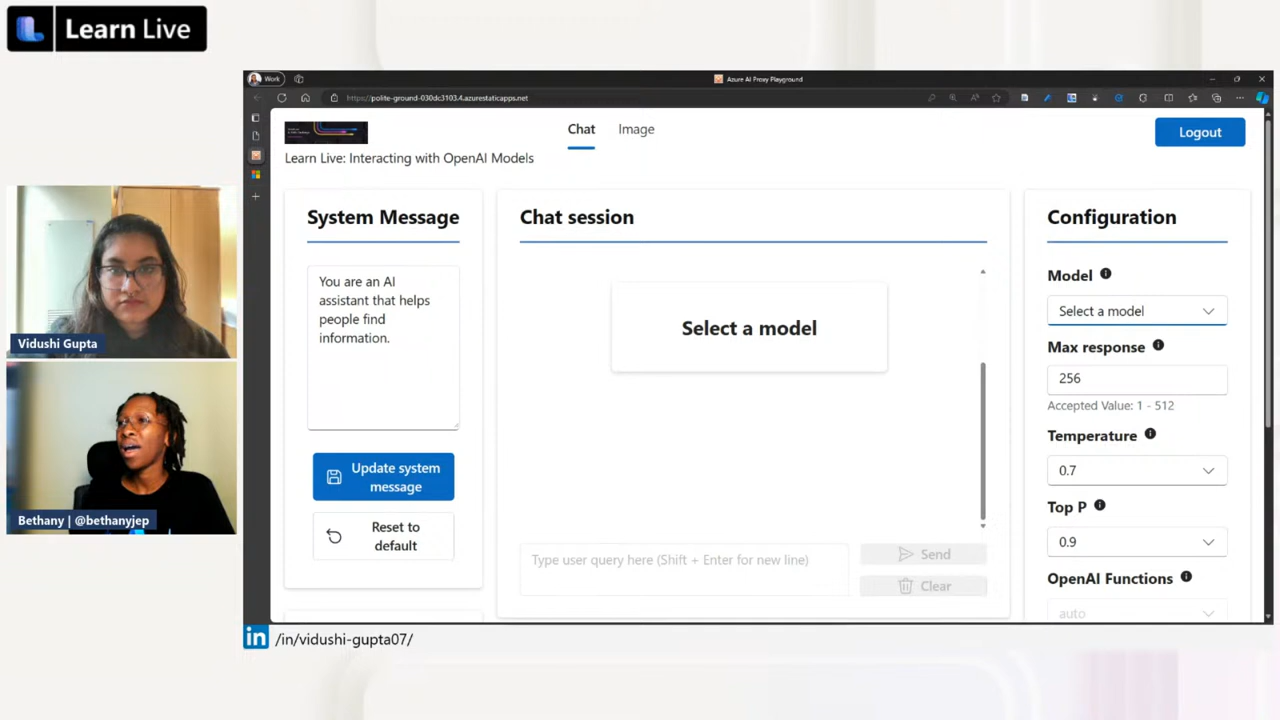 Learn Live
Work
Azure AI Proxy Playground
https://polite-ground-030dc3103.4.azurestaticapps.net
Chat
Image
Logout
Learn Live: Interacting with OpenAI Models
System Message
You are an AI
assistant that helps
people find
information.
Update system
message
Reset to
default
Chat session
Select a model
Type user query here (Shift + Enter for new line)
Send
Clear
Configuration
Model
Select a model
Max response
256
Accepted Value: 1 - 512
Temperature
0.7
Top P
0.9
OpenAI Functions
auto
Vidushi Gupta
Bethany | @bethanyjep
in /in/vidushi-gupta07/